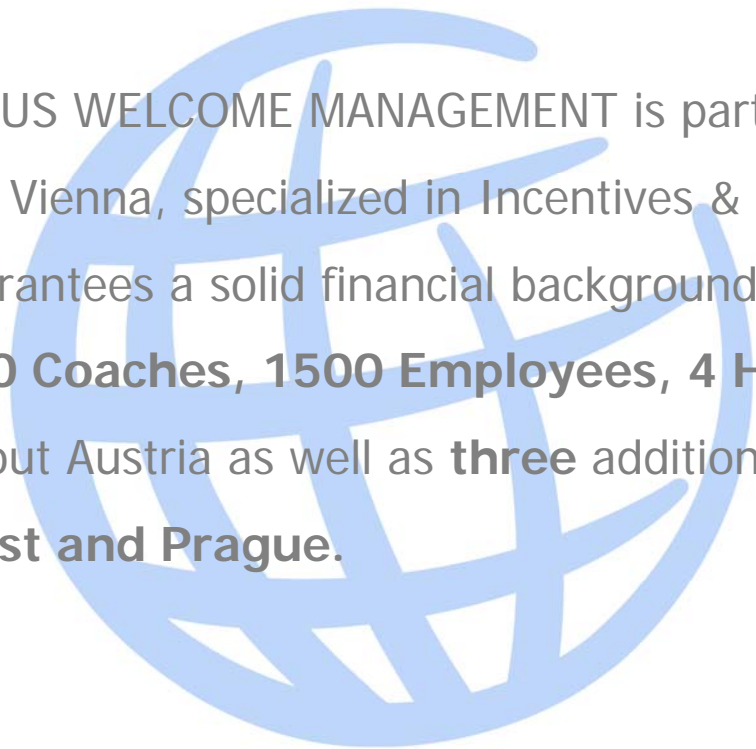 US WELCOME MANAGEMENT is part
Vienna, specialized in Incentives &
rantees a solid financial background
0 Coaches, 1500 Employees, 4 H
out Austria as well as three addition
st and Prague.